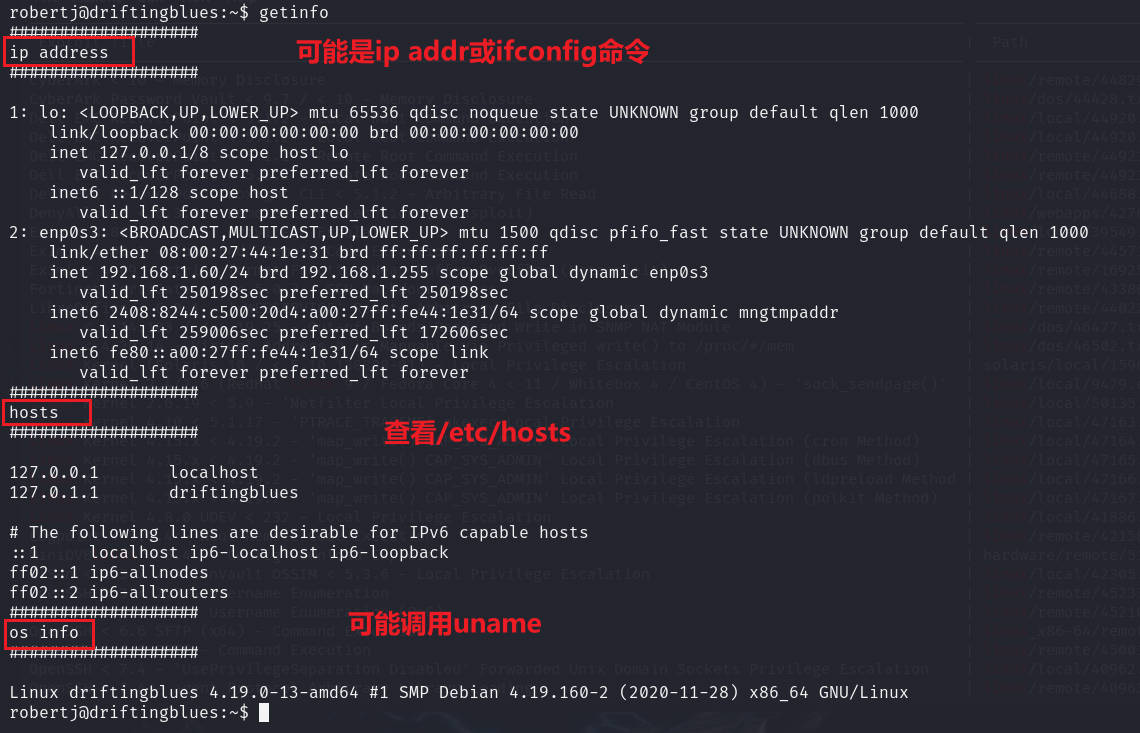 robertj@driftingblues:~$ getinfo
###################
ip address
可能是ip addr或ifconfig命令
###################
1: lo: <LOOPBACK,UP,LOWER_UP> mtu 65536 qdisc noqueue state UNKNOWN group default qlen 1000
link/loopback 00:00:00:00:00:00 brd 00:00:00:00:00:00
inet 127.0.0.1/8 scope host lo
valid_lft forever preferred_lft forever
inet6 ::1/128 scope host
valid_lft forever preferred_lft forever
2: enp0s3: <BROADCAST,MULTICAST,UP,LOWER_UP> mtu 1500 qdisc pfifo_fast state UNKNOWN group default qlen 1000
link/ether 08:00:27:44:1e:31 brd ff:ff:ff:ff:ff:ff
inet 192.168.1.60/24 brd 192.168.1.255 scope global dynamic enp0s3
valid_lft 250198sec preferred_lft 250198sec
inet6 2408:8244:c500:20d4:a00:27ff:fe44:1e31/64 scope global dynamic mngtmpaddr
valid_lft 259006sec preferred_lft 172606sec
inet6 fe80::a00:27ff:fe44:1e31/64 scope link
valid_lft forever preferred_lft forever
###################
hosts
查看/etc/hosts
###################
127.0.0.1 localhost
127.0.1.1 driftingblues
# The following lines are desirable for IPv6 capable hosts
::1 localhost ip6-localhost ip6-loopback
ff02::1 ip6-allnodes
ff02::2 ip6-allrouters
###################
os info
可能调用uname
###################
Linux driftingblues 4.19.0-13-amd64 #1 SMP Debian 4.19.160-2 (2020-11-28) x86_64 GNU/Linux
robertj@driftingblues:~$